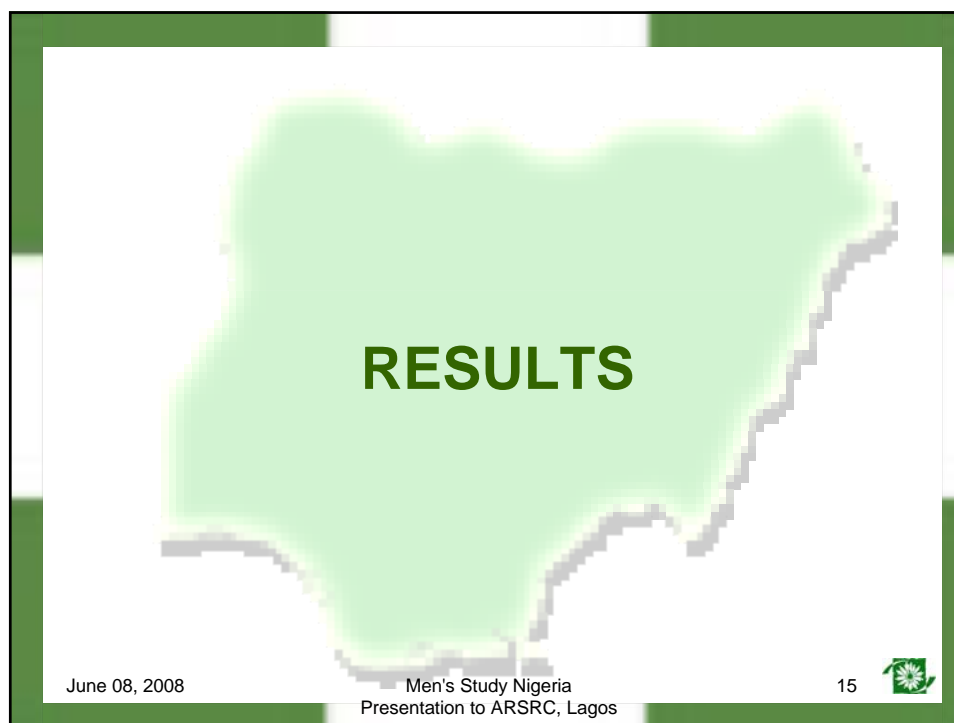 RESULTS
June 08, 2008
Men's Study Nigeria
Presentation to ARSRC, Lagos
15